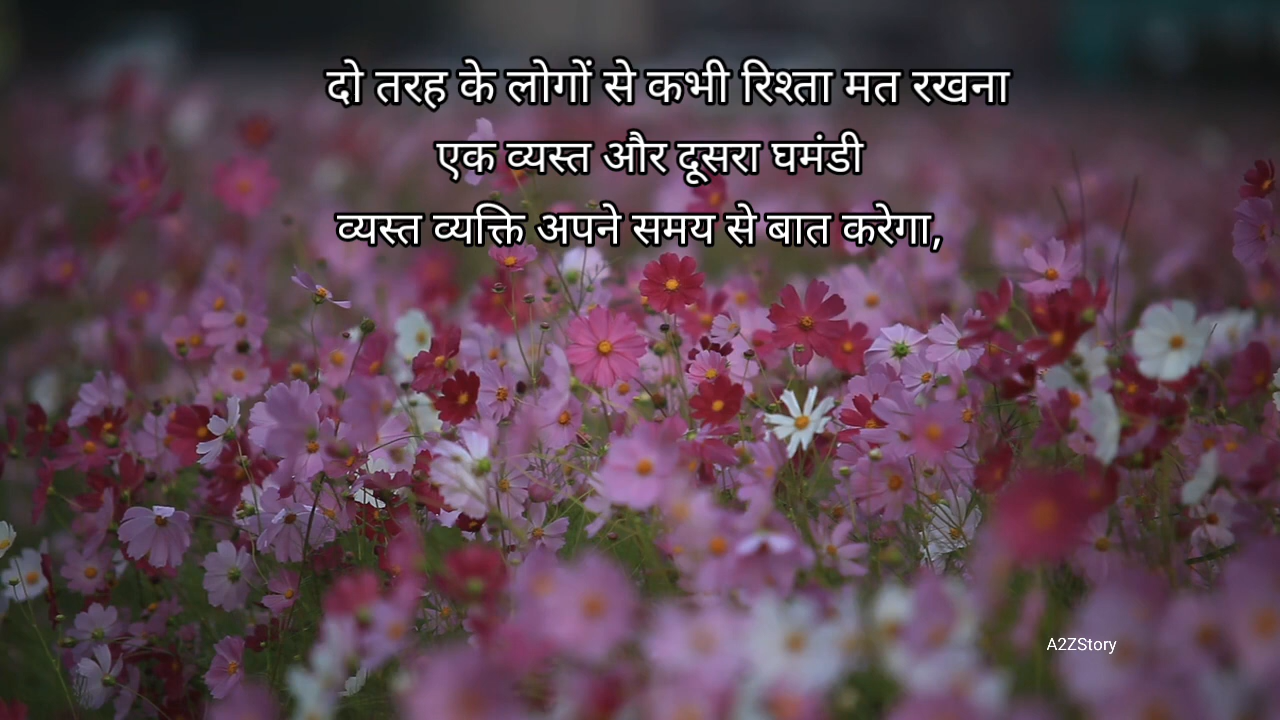 दो तरह के लोगों से कभी रिश्ता मत रखना
एक व्यस्त और दूसरा घमंडी
व्यस्त व्यक्ति अपने समय से बात करेगा,
A2ZStory